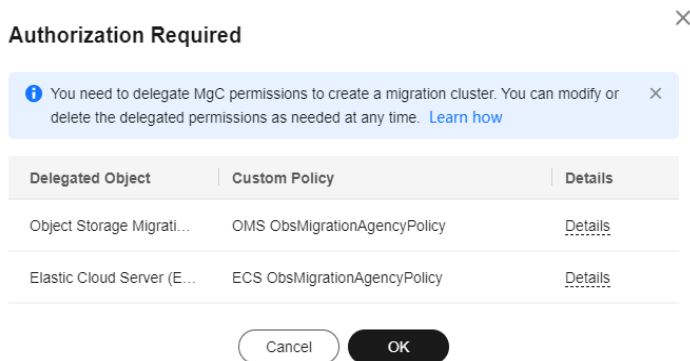 Authorization Required
You need to delegate MgC permissions to create a migration cluster. You can modify or
delete the delegated permissions as needed at any time. Learn how
Delegated Object Custom Policy Details
Object Storage Migrati... OMS ObsMigrationAgencyPolicy Details
Elastic Cloud Server (E... ECS ObsMigrationAgencyPolicy Details
Cancel OK